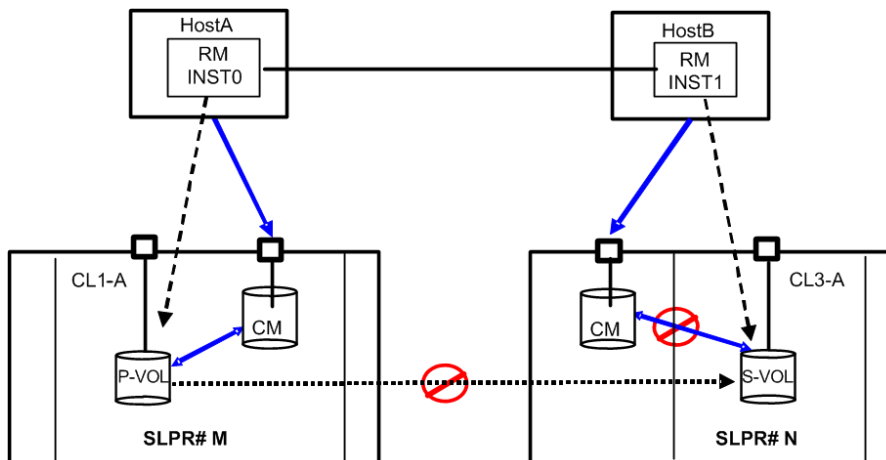 HostA
RM
INST0
HostB
RM
INST1
CL1-A
CM
P-VOL
SLPR# M
CL3-A
CM
S-VOL
SLPR# N